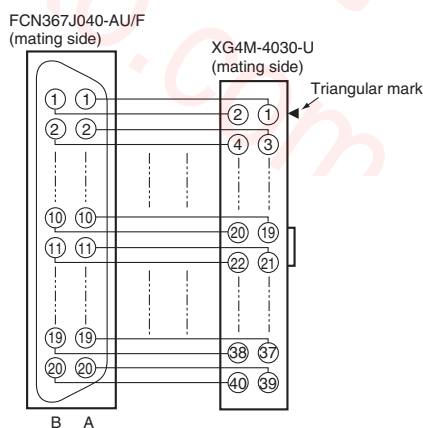 FCN367J040-AU/F
(mating side)
XG4M-4030-U
(mating side)
Triangular mark
1 1
2 1
2 2
4 3
10 10
20 19
11 11
22 21
19 19
38 37
20 20
40 39
B A
.com